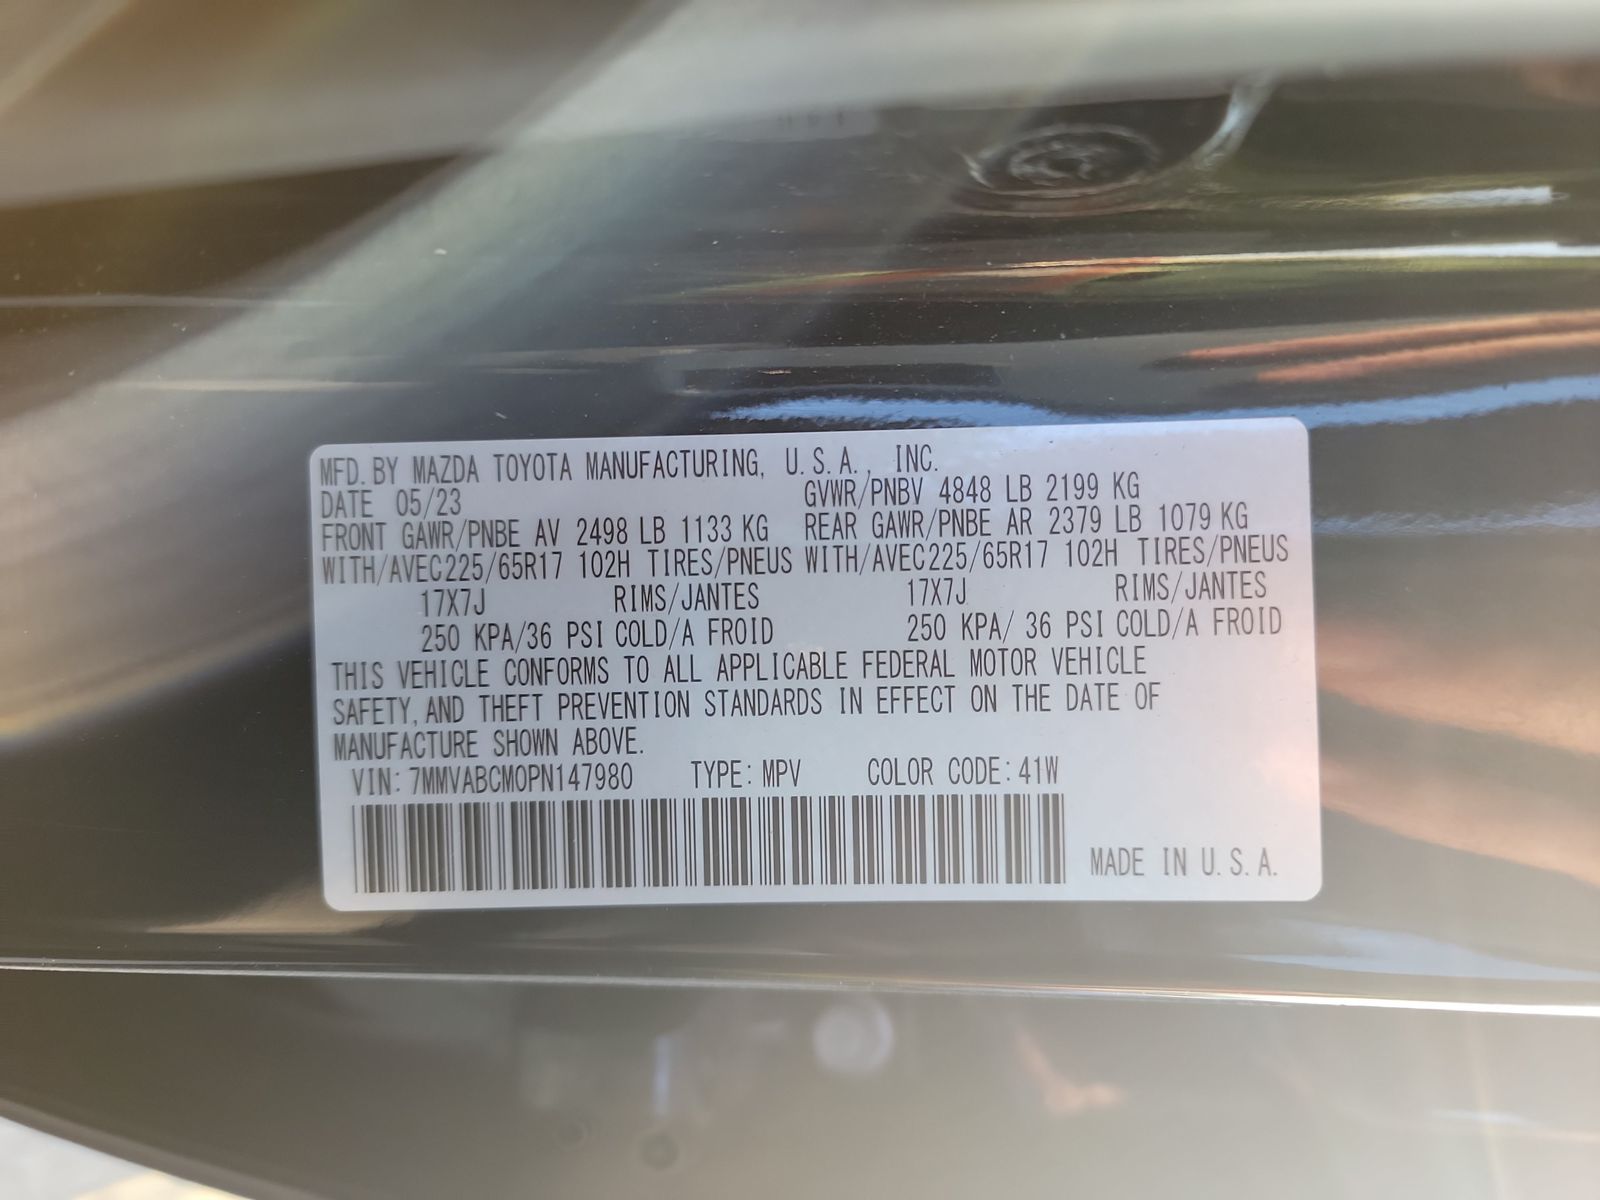 MFD. BY MAZDA TOYOTA MANUFACTURING, U.S.A., INC.
DATE 05/23 GVWR/PNBV 4848 LB 2199 KG
FRONT GAWR/PNBE AV 2498 LB 1133 KG REAR GAWR/PNBE AR 2379 LB 1079 KG
WITH/AVEC225/65R17 102H TIRES/PNEUS WITH/AVEC225/65R17 102H TIRES/PNEUS
17X7J RIMS/JANTES 17X7J RIMS/JANTES
250 KPA/36 PSI COLD/A FROID 250 KPA/ 36 PSI COLD/A FROID
THIS VEHICLE CONFORMS TO ALL APPLICABLE FEDERAL MOTOR VEHICLE
SAFETY, AND THEFT PREVENTION STANDARDS IN EFFECT ON THE DATE OF
MANUFACTURE SHOWN ABOVE.
VIN: 7MMVABCM0PN147980 TYPE: MPV COLOR CODE: 41W
MADE IN U.S.A.